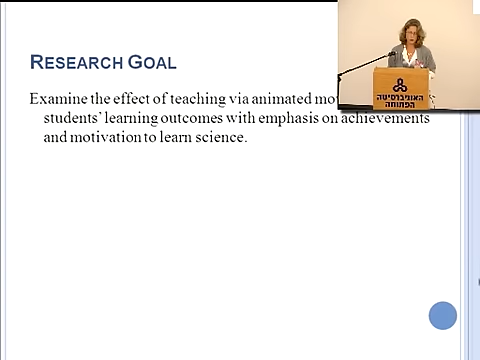 RESEARCH GOAL
Examine the effect of teaching via animated mo
students' learning outcomes with emphasis on achievements
and motivation to learn science.
האוניברסיטה
הפתוחה